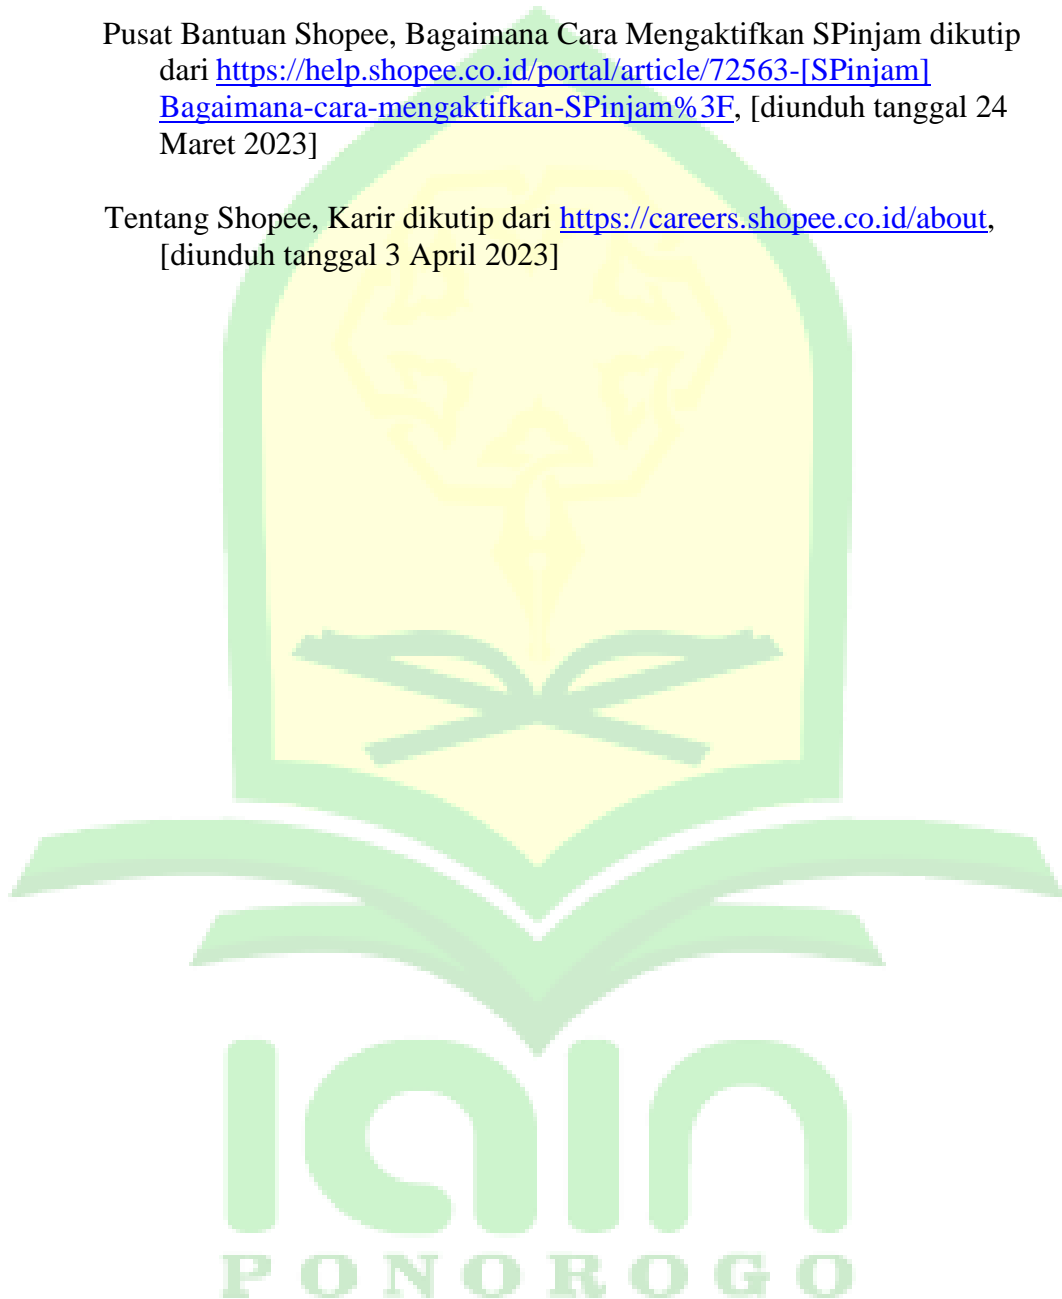 Pusat Bantuan Shopee, Bagaimana Cara Mengaktifkan SPinjam dikutip
dari https://help.shopee.co.id/portal/article/72563-[SPinjam]
Bagaimana-cara-mengaktifkan-SPinjam%3F, [diunduh tanggal 24
Maret 2023]
Tentang Shopee, Karir dikutip dari https://careers.shopee.co.id/about,
[diunduh tanggal 3 April 2023]
iain
PONOROGO